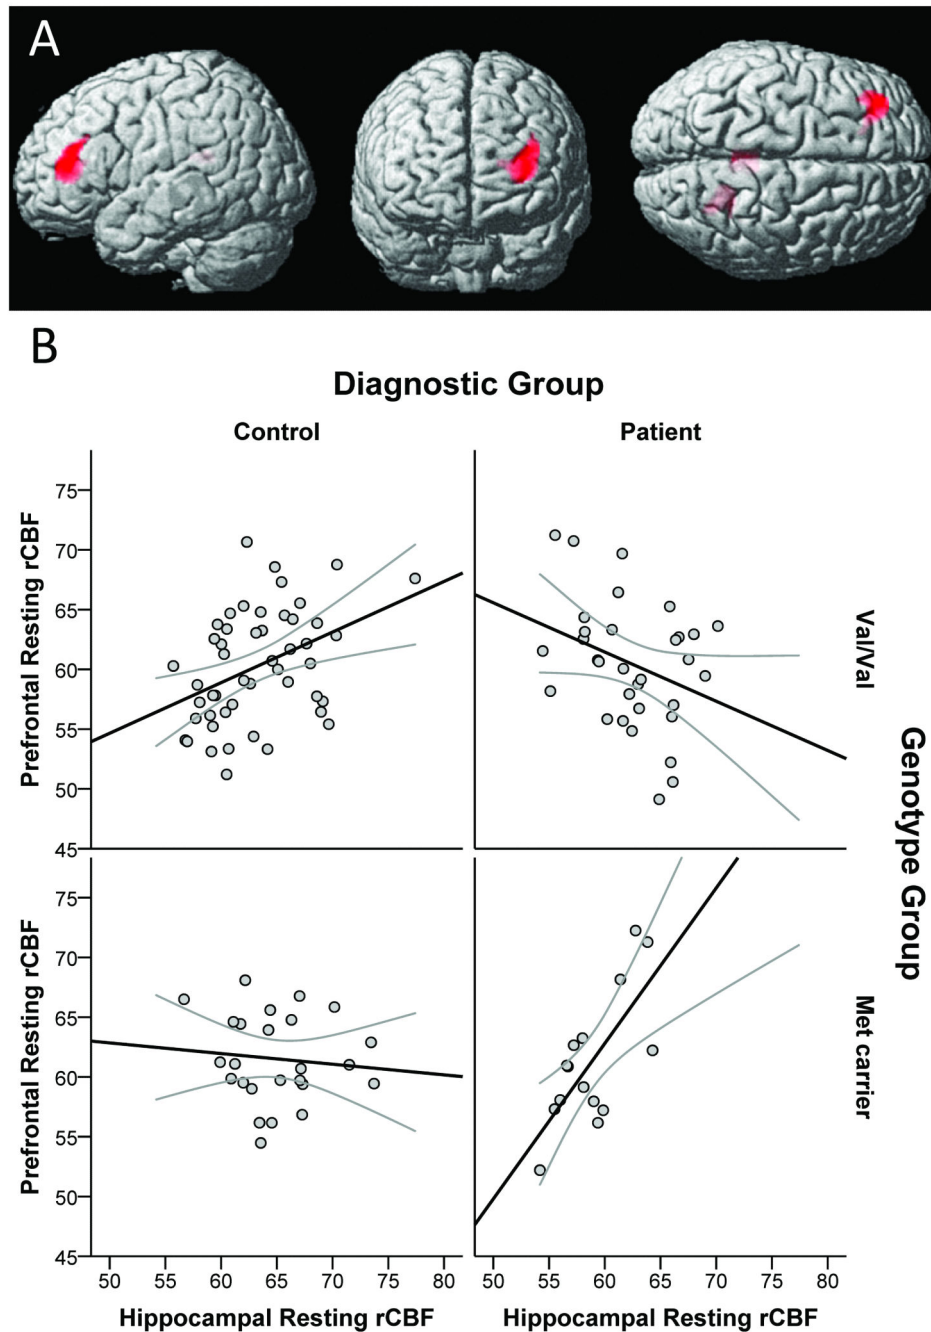 A
B
Diagnostic Group
Control
Patient
75
70
65
60
55
50
45
Prefrontal Resting rCBF
Val/Val
Genotype Group
75
70
65
60
55
50
45
Prefrontal Resting rCBF
Met carrier
50 55 60 65 70 75 80
50 55 60 65 70 75 80
Hippocampal Resting rCBF
Hippocampal Resting rCBF